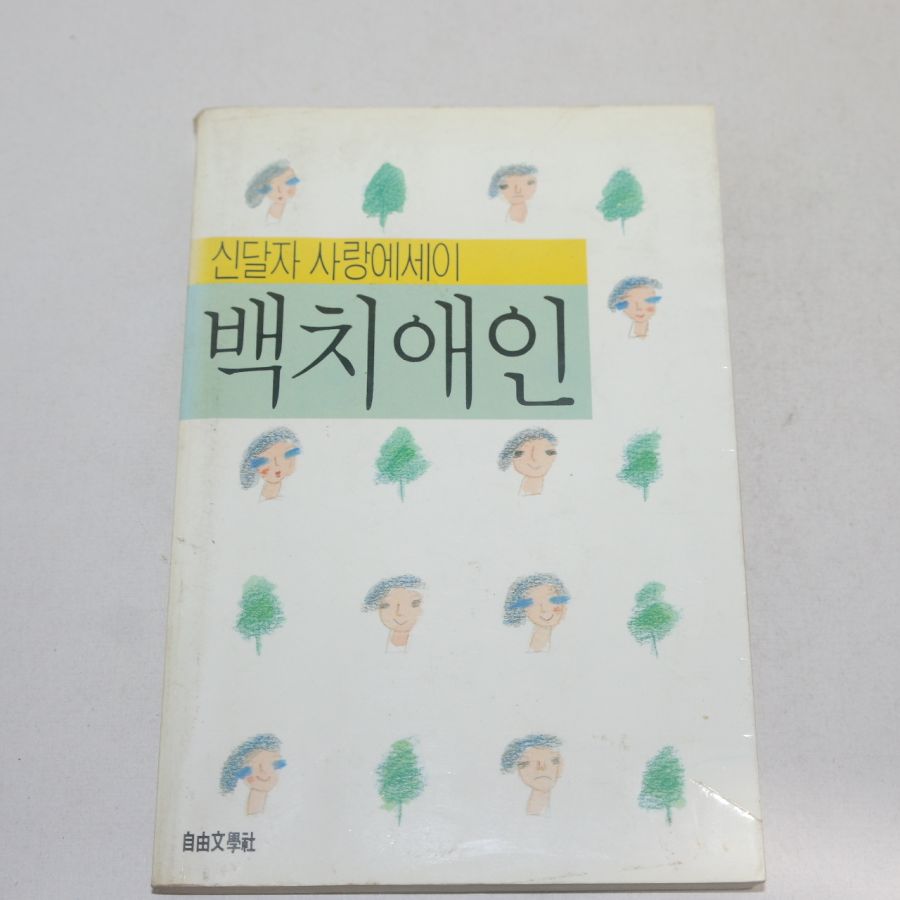 신달자 사랑에세이
백치애인
自由文學社